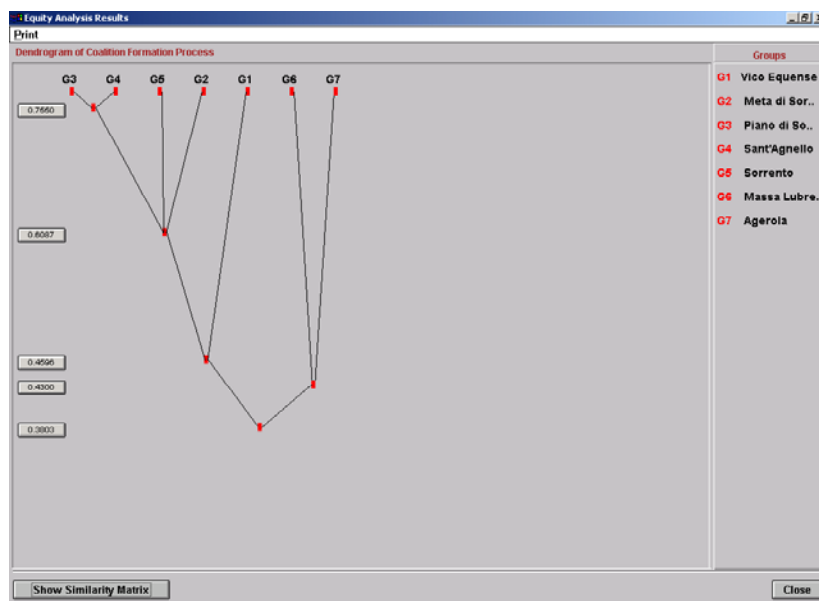 Equity Analysis Results
Print
Dendrogram of Coalition Formation Process
Groups
G3 G4 G5 G2 G1 G6 G7
0.7660
0.6087
0.4596
0.4300
0.3803
G1 Vico Equense
G2 Meta di Sor..
G3 Piano di So..
G4 Sant'Agnello
G5 Sorrento
G6 Massa Lubre.
G7 Agerola
Show Similarity Matrix
Close